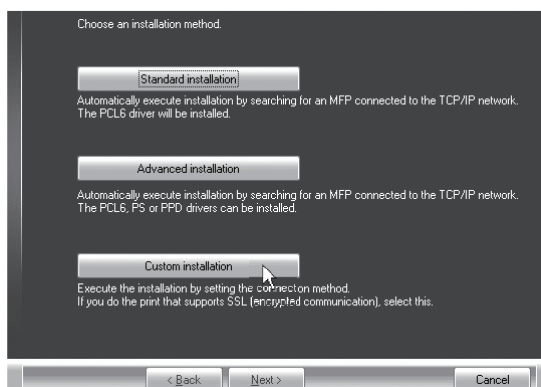 Choose an installation method.
Standard installation
Automatically execute installation by searching for an MFP connected to the TCP/IP network.
The PCL6 driver will be installed.
Advanced installation
Automatically execute installation by searching for an MFP connected to the TCP/IP network.
The PCL6, PS or PPD drivers can be installed.
Custom installation
Execute the installation by setting the connection method.
If you do the print that supports SSL (encrypted communication), select this.
< Back Next > Cancel